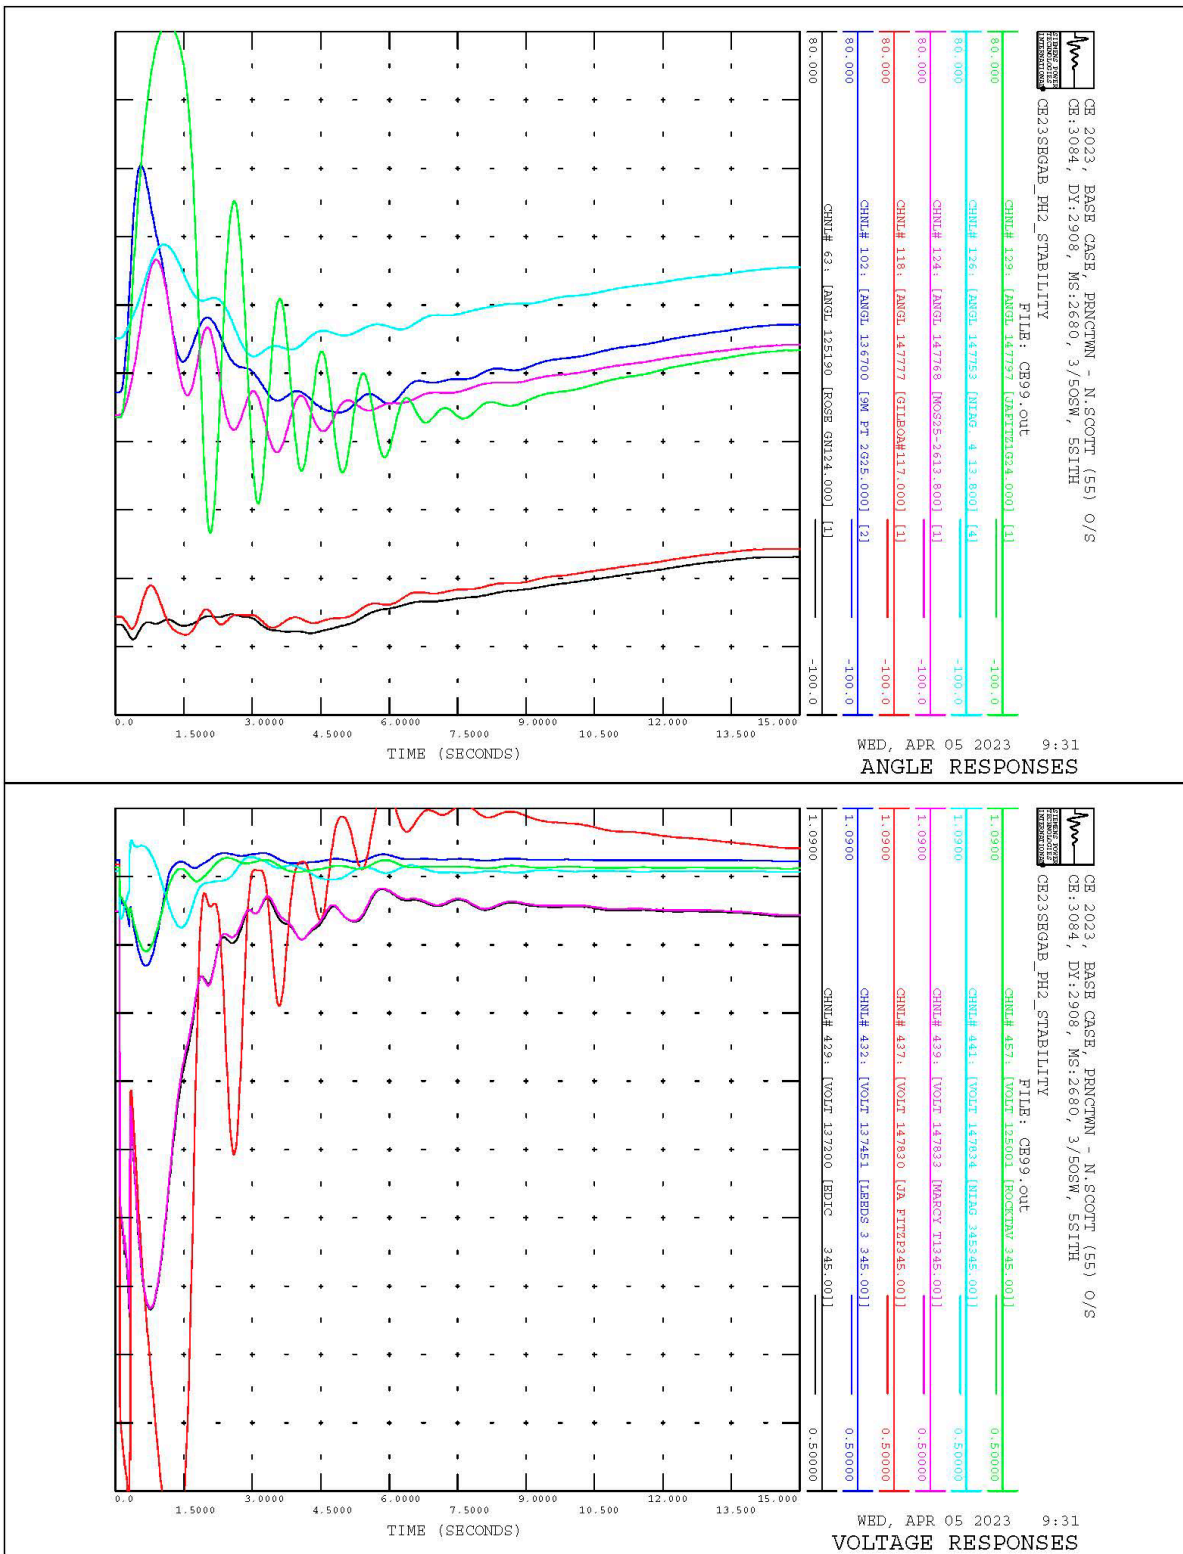 SIEMENS POWER
TECHNOLOGIES
INTERNATIONAL
CE 2023, BASE CASE, PRNCTWN - N.SCOTT (55) O/S
CE:3084, DY:2908, MS:2680, 3/5OSW, 5SITH
CE23SEGAB_PH2_STABILITY
FILE: CE99.out
80.000 CHNL# 129: [ANGL 147797 [JAFITZ1G24.000] [1] -100.0
80.000 CHNL# 126: [ANGL 147753 [NIAG 4 13.800] [4] -100.0
80.000 CHNL# 124: [ANGL 147768 [MOS25-2613.800] [1] -100.0
80.000 CHNL# 118: [ANGL 147777 [GILBOA#117.000] [1] -100.0
80.000 CHNL# 102: [ANGL 136700 [9M PT 2G25.000] [2] -100.0
80.000 CHNL# 63: [ANGL 125190 [ROSE GN124.000] [1] -100.0
0.0 1.5000 3.0000 4.5000 6.0000 7.5000 9.0000 10.500 12.000 13.500 15.000
TIME (SECONDS)
WED, APR 05 2023 9:31
ANGLE RESPONSES
SIEMENS POWER
TECHNOLOGIES
INTERNATIONAL
CE 2023, BASE CASE, PRNCTWN - N.SCOTT (55) O/S
CE:3084, DY:2908, MS:2680, 3/5OSW, 5SITH
CE23SEGAB_PH2_STABILITY
FILE: CE99.out
1.0900 CHNL# 457: [VOLT 125001 [ROCKTAV 345.00]] 0.50000
1.0900 CHNL# 441: [VOLT 147834 [NIAG 345345.00]] 0.50000
1.0900 CHNL# 439: [VOLT 147833 [MARCY T1345.00]] 0.50000
1.0900 CHNL# 437: [VOLT 147830 [JA FITZP345.00]] 0.50000
1.0900 CHNL# 432: [VOLT 137451 [LEEDS 3 345.00]] 0.50000
1.0900 CHNL# 429: [VOLT 137200 [EDIC 345.00]] 0.50000
0.0 1.5000 3.0000 4.5000 6.0000 7.5000 9.0000 10.500 12.000 13.500 15.000
TIME (SECONDS)
WED, APR 05 2023 9:31
VOLTAGE RESPONSES